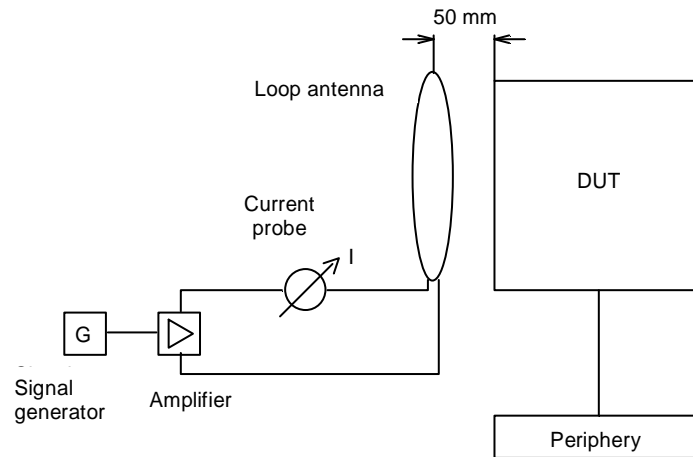 50 mm
Loop antenna
DUT
Current
probe
I
G
Signal
generator
Amplifier
Periphery